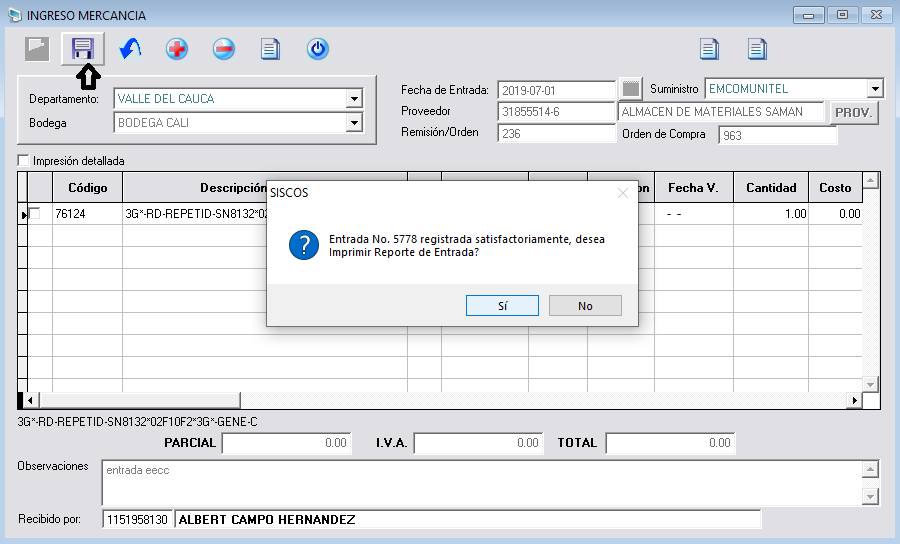 INGRESO MERCANCIA
Departamento: VALLE DEL CAUCA
Bodega BODEGA CALI
Fecha de Entrada: 2019-07-01 Suministro EMCOMUNITEL
Proveedor 31855514-6 ALMACEN DE MATERIALES SAMAN PROV.
Remisión/Orden 236 Orden de Compra 963
Impresión detallada
Código Descripción on Fecha V. Cantidad Costo
76124 3G*-RD-REPETID-SN8132*02 - - 1.00 0.00
SISCOS
Entrada No. 5778 registrada satisfactoriamente, desea
Imprimir Reporte de Entrada?
Sí No
3G*-RD-REPETID-SN8132*02F10F2*3G*-GENE-C
PARCIAL 0.00 I.V.A. 0.00 TOTAL 0.00
Observaciones entrada eecc
Recibido por: 1151958130 ALBERT CAMPO HERNANDEZ